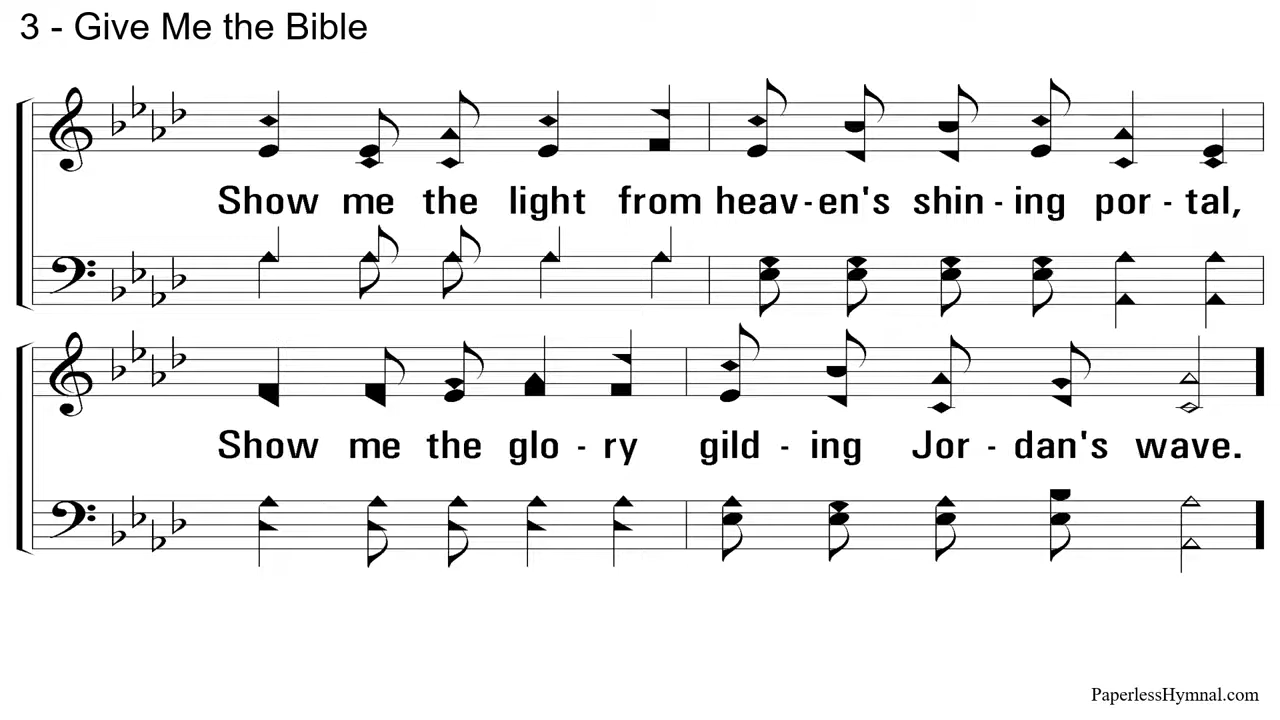 3 - Give Me the Bible
Show me the light from heav-en's shin - ing por - tal,
Show me the glo - ry gild - ing Jor - dan's wave.
PaperlessHymnal.com